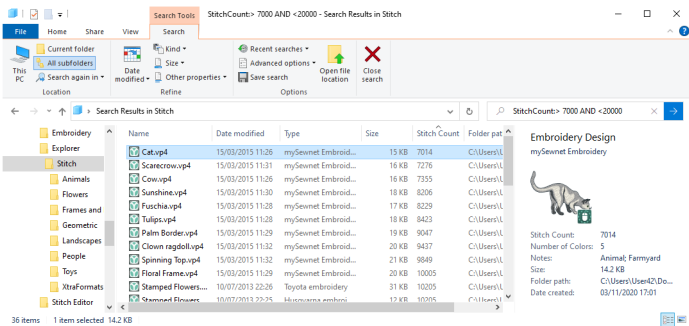 Search Tools
StitchCount:> 7000 AND <20000 - Search Results in Stitch
File Home Share View Search
This PC
Current folder
All subfolders
Search again in
Location
Date modified
Kind
Size
Other properties
Refine
Recent searches
Advanced options
Save search
Open file location
Options
Close search
Search Results in Stitch
StitchCount:> 7000 AND <20000
Embroidery
Explorer
Stitch
Animals
Flowers
Frames and
Geometric
Landscapes
People
Toys
XtraFormats
Stitch Editor
Name Date modified Type Size Stitch Count Folder pat
Cat.vp4 15/03/2015 11:26 mySewnet Embroid... 15 KB 7014 C:\Users\U
Scarecrow.vp4 15/03/2015 11:31 mySewnet Embroid... 16 KB 7276 C:\Users\U
Cow.vp4 15/03/2015 11:26 mySewnet Embroid... 16 KB 7355 C:\Users\U
Sunshine.vp4 15/03/2015 11:30 mySewnet Embroid... 18 KB 8206 C:\Users\U
Fuschia.vp4 15/03/2015 11:28 mySewnet Embroid... 17 KB 8229 C:\Users\U
Tulips.vp4 15/03/2015 11:28 mySewnet Embroid... 18 KB 8423 C:\Users\U
Palm Border.vp4 15/03/2015 11:29 mySewnet Embroid... 19 KB 9047 C:\Users\U
Clown ragdoll.vp4 15/03/2015 11:32 mySewnet Embroid... 20 KB 9437 C:\Users\U
Spinning Top.vp4 15/03/2015 11:32 mySewnet Embroid... 21 KB 9849 C:\Users\U
Floral Frame.vp4 15/03/2015 11:29 mySewnet Embroid... 20 KB 10005 C:\Users\U
Stamped Flowers.... 10/07/2013 22:26 Toyota embroidery 31 KB 10205 C:\Users\U
Stamped Flowers 10/07/2013 22:25 Husqvarna embroi 12 KB 10205 C:\Users\U
Embroidery Design
mySewnet Embroidery
Stitch Count: 7014
Number of Colors: 5
Notes: Animal; Farmyard
Size: 14.2 KB
Folder path: C:\Users\User42\Do...
Date created: 03/11/2020 17:01
36 items 1 item selected 14.2 KB